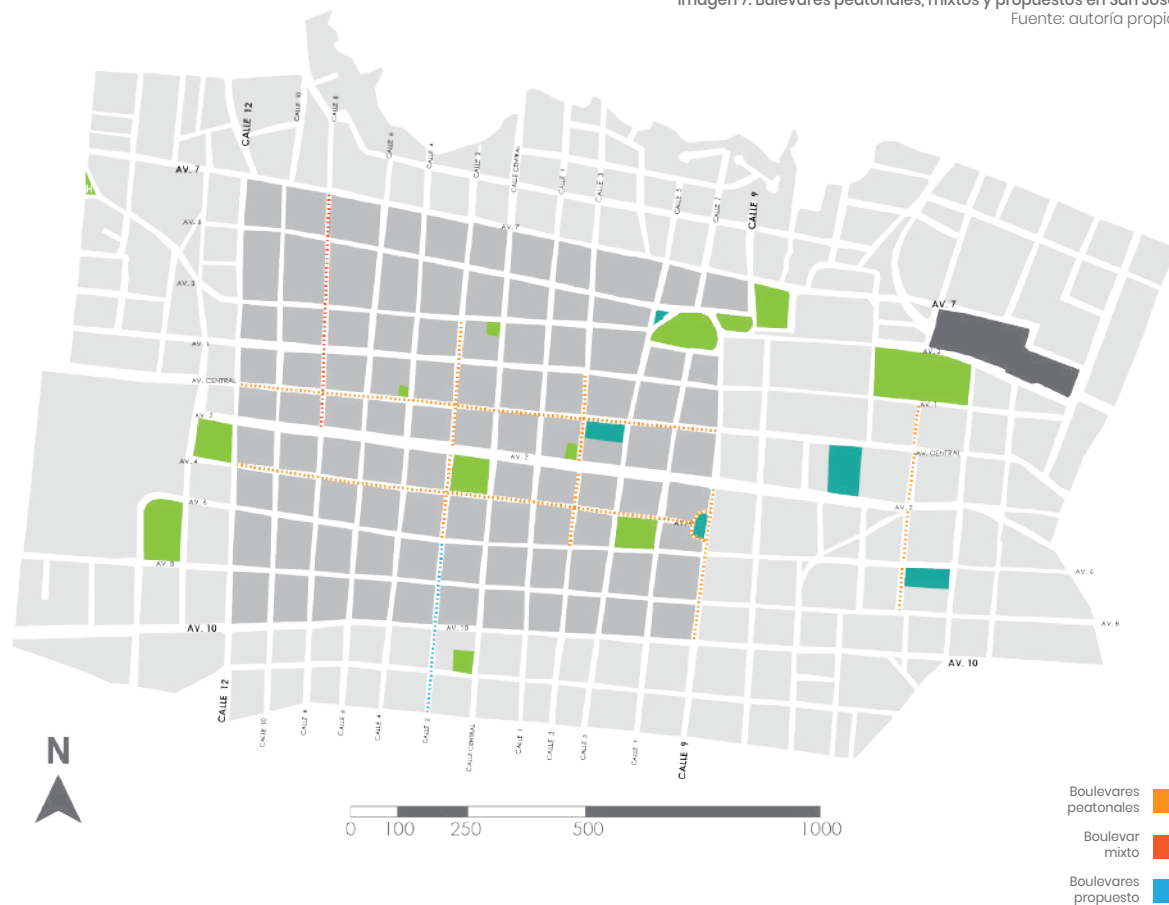 Imagen 7. Bulevares peatonales, mixtos y propuestos en San José
Fuente: autoría propia
CALLE 12
CALLE 10
CALLE 8
CALLE 6
CALLE 4
CALLE 2
CALLE CENTRAL
CALLE 1
CALLE 3
CALLE 5
CALLE 7
CALLE 9
AV. 7
AV. 5
AV. 7
H
AV. 3
AV. 7
AV. 1
AV. 3
AV. CENTRAL
AV. 1
AV. 2
AV. CENTRAL
AV. 2
AV. 4
AV. 6
AV. 2
AV. 4
AV. 8
AV. 6
AV. 10
AV. 10
AV. 8
AV. 10
CALLE 12
CALLE 10
CALLE 8
CALLE 6
CALLE 4
CALLE 2
CALLE CENTRAL
CALLE 1
CALLE 3
CALLE 5
CALLE 7
CALLE 9
N
0 100 250 500 1000
Boulevares
peatonales
Boulevar
mixto
Boulevares
propuesto